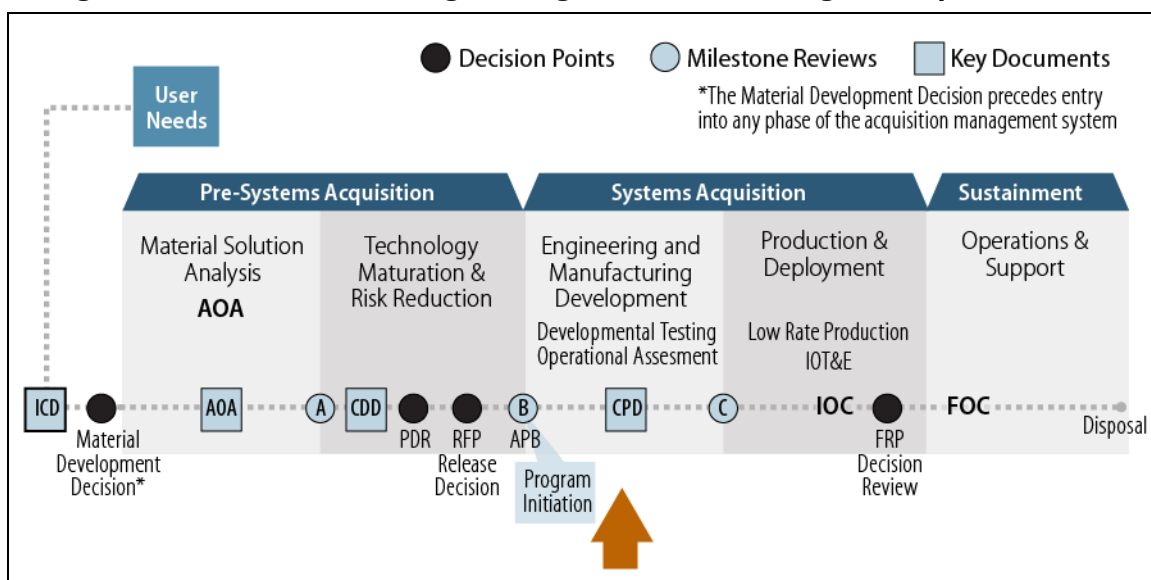 Decision Points
Milestone Reviews
Key Documents
*The Material Development Decision precedes entry
into any phase of the acquisition management system
User
Needs
Pre-Systems Acquisition
Systems Acquisition
Sustainment
Material Solution
Analysis
AOA
Technology
Maturation &
Risk Reduction
Engineering and
Manufacturing
Development
Developmental Testing
Operational Assesment
Production &
Deployment
Low Rate Production
IOT&E
Operations &
Support
ICD
AOA
A
CDD
B
CPD
C
IOC
FOC
Disposal
Material
Development
Decision*
PDR
RFP
Release
Decision
APB
Program
Initiation
FRP
Decision
Review